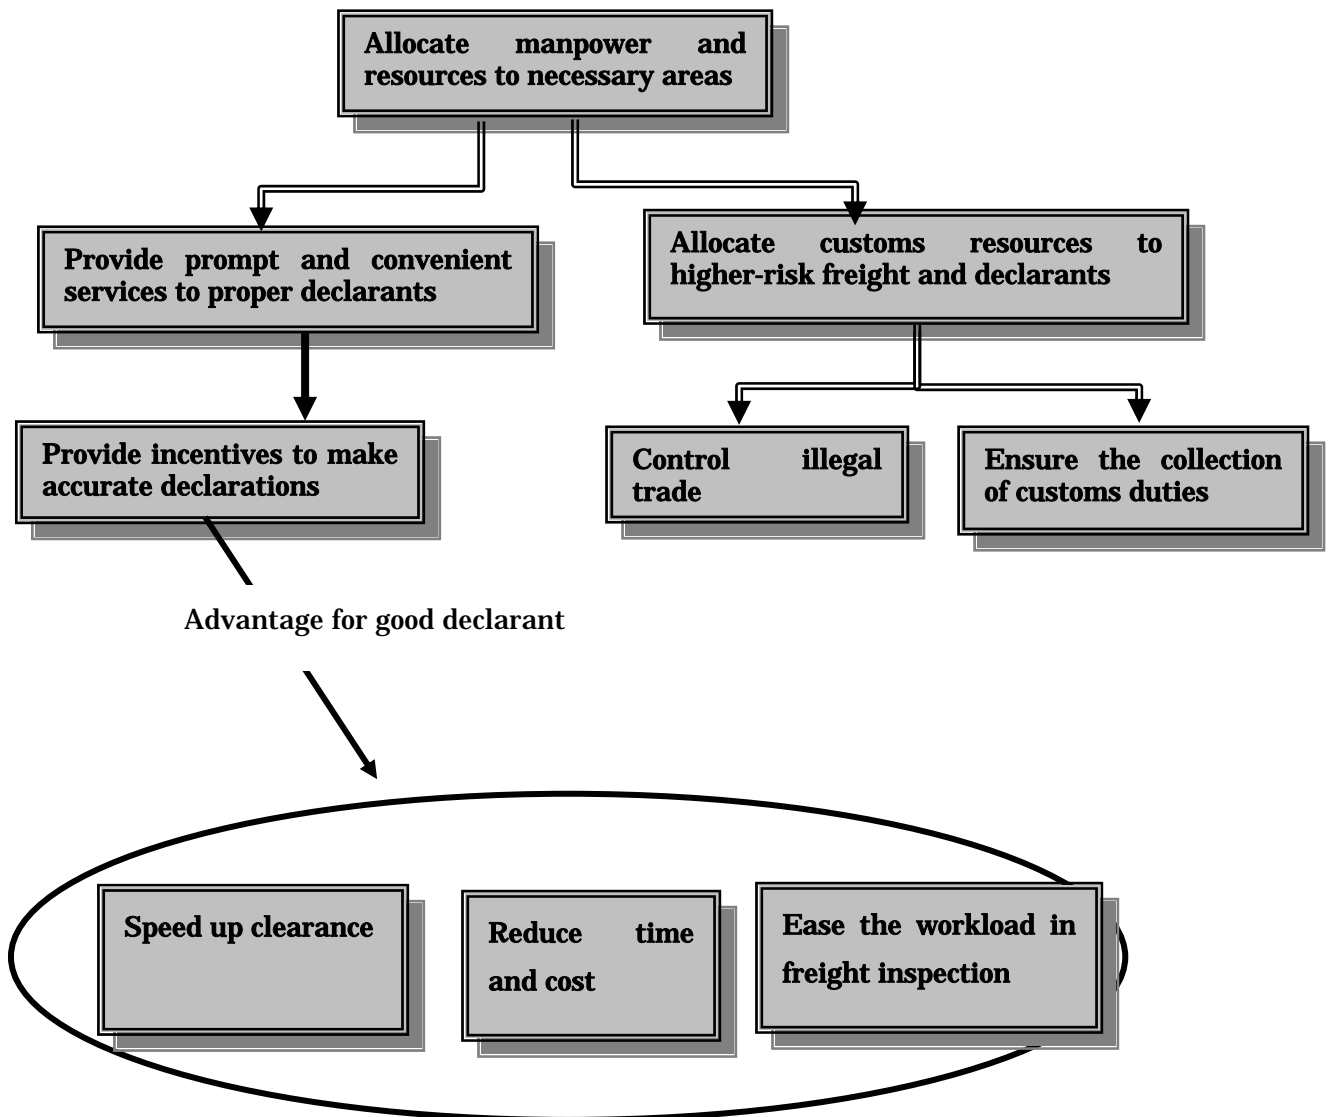 Allocate manpower and
resources to necessary areas
Provide prompt and convenient
services to proper declarants
Allocate customs resources to
higher-risk freight and declarants
Provide incentives to make
accurate declarations
Control illegal
trade
Ensure the collection
of customs duties
Advantage for good declarant
Speed up clearance
Reduce time
and cost
Ease the workload in
freight inspection